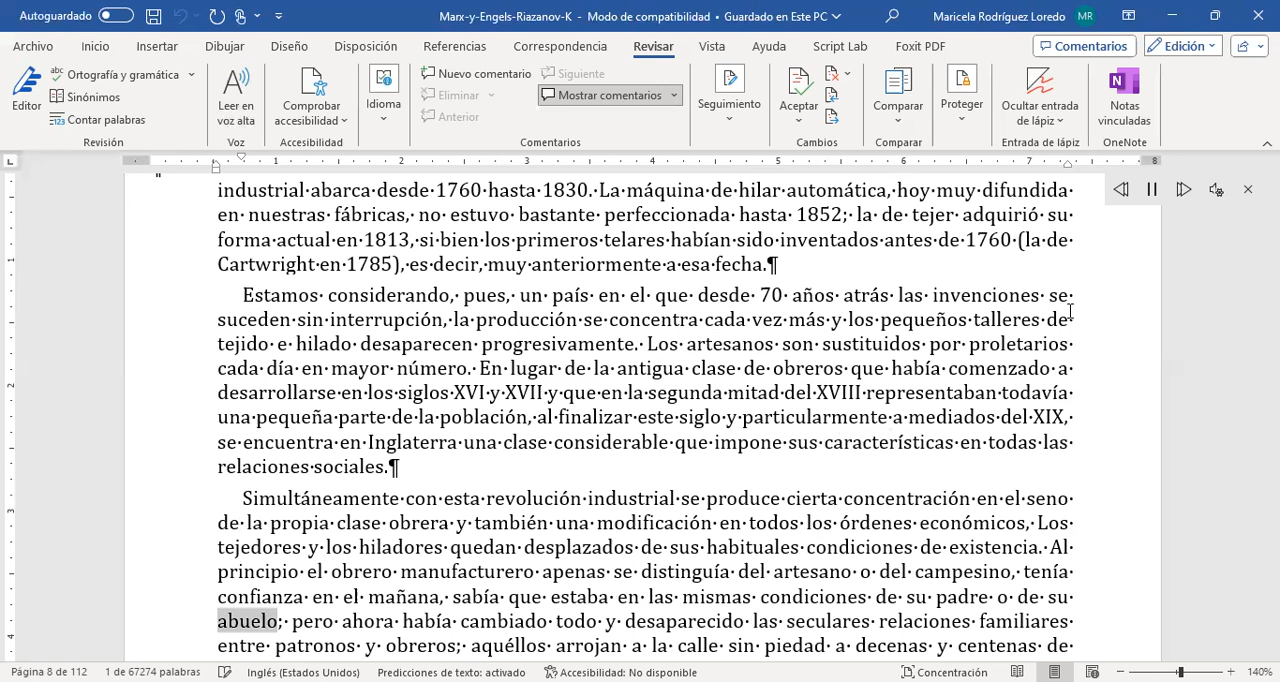 Autoguardado
Marx-y-Engels-Riazanov-K - Modo de compatibilidad • Guardado en Este PC
Maricela Rodríguez Loredo MR
Archivo Inicio Insertar Dibujar Diseño Disposición Referencias Correspondencia Revisar Vista Ayuda Script Lab Foxit PDF Comentarios Edición
Editor
abc Ortografía y gramática
Sinónimos
123 Contar palabras
Revisión
Leer en voz alta
Voz
Comprobar accesibilidad
Accesibilidad
Idioma
Nuevo comentario
Eliminar
Anterior
Siguiente
Mostrar comentarios
Comentarios
Seguimiento
Aceptar
Cambios
Comparar
Comparar
Proteger
Ocultar entrada de lápiz
Entrada de lápiz
Notas vinculadas
OneNote
1 2 3 4 5 6 7 8
industrial abarca desde 1760 hasta 1830. La máquina de hilar automática, hoy muy difundida
en nuestras fábricas, no estuvo bastante perfeccionada hasta 1852; la de tejer adquirió su
forma actual en 1813, si bien los primeros telares habían sido inventados antes de 1760 (la de
Cartwright en 1785), es decir, muy anteriormente a esa fecha.¶
Estamos considerando, pues, un país en el que desde 70 años atrás las invenciones se
suceden sin interrupción, la producción se concentra cada vez más y los pequeños talleres de
tejido e hilado desaparecen progresivamente. Los artesanos son sustituidos por proletarios
cada día en mayor número. En lugar de la antigua clase de obreros que había comenzado a
desarrollarse en los siglos XVI y XVII y que en la segunda mitad del XVIII representaban todavía
una pequeña parte de la población, al finalizar este siglo y particularmente a mediados del XIX,
se encuentra en Inglaterra una clase considerable que impone sus características en todas las
relaciones sociales.¶
Simultáneamente con esta revolución industrial se produce cierta concentración en el seno
de la propia clase obrera y también una modificación en todos los órdenes económicos, Los
tejedores y los hiladores quedan desplazados de sus habituales condiciones de existencia. Al
principio el obrero manufacturero apenas se distinguía del artesano o del campesino, tenía
confianza en el mañana, sabía que estaba en las mismas condiciones de su padre o de su
abuelo; pero ahora había cambiado todo y desaparecido las seculares relaciones familiares
entre patronos y obreros; aquéllos arrojan a la calle sin piedad a decenas y centenas de
Página 8 de 112 1 de 67274 palabras Inglés (Estados Unidos) Predicciones de texto: activado Accesibilidad: No disponible Concentración 140%